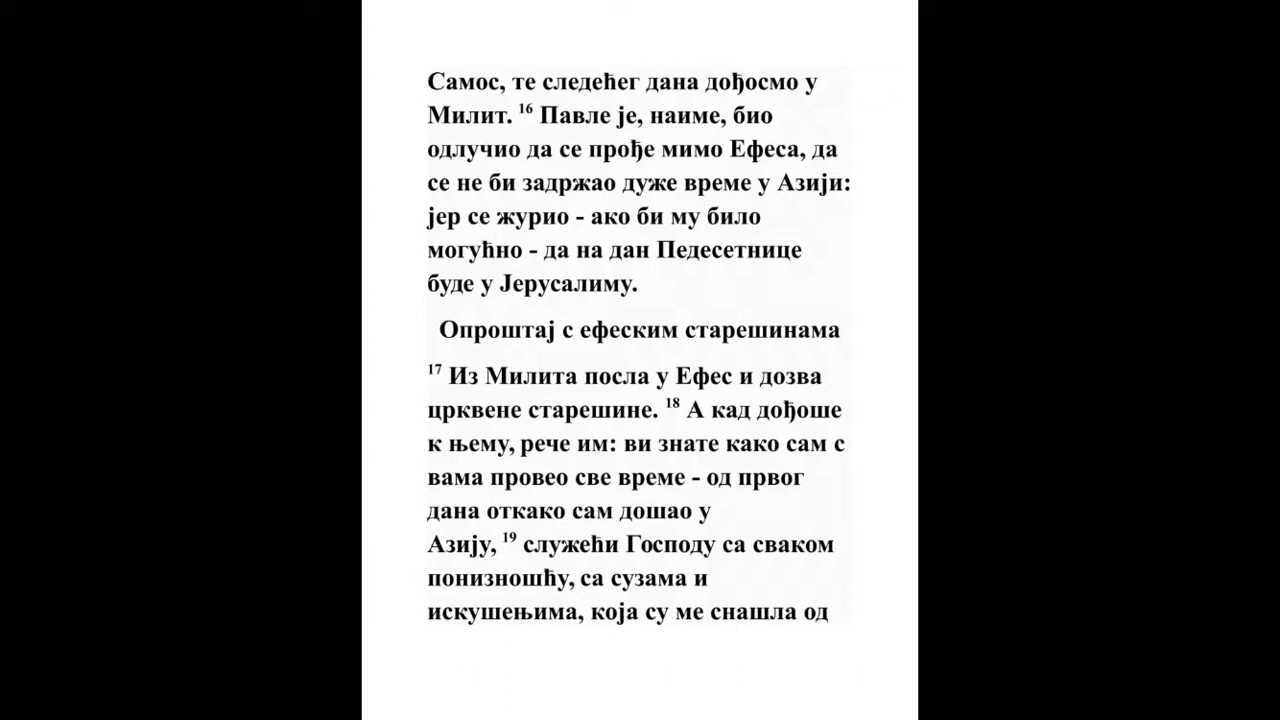 Самос, те следећег дана дођосмо у
Милит. 16 Павле је, наиме, био
одлучио да се прође мимо Ефеса, да
се не би задржао дуже време у Азији:
јер се журио - ако би му било
могућно - да на дан Педесетнице
буде у Јерусалиму.
Опроштај с ефеским старешинама
17 Из Милита посла у Ефес и дозва
црквене старешине. 18 А кад дођоше
к њему, рече им: ви знате како сам с
вама провео све време - од првог
дана откако сам дошао у
Азију, 19 служећи Господу са сваком
понизношћу, са сузама и
искушењима, која су ме снашла од